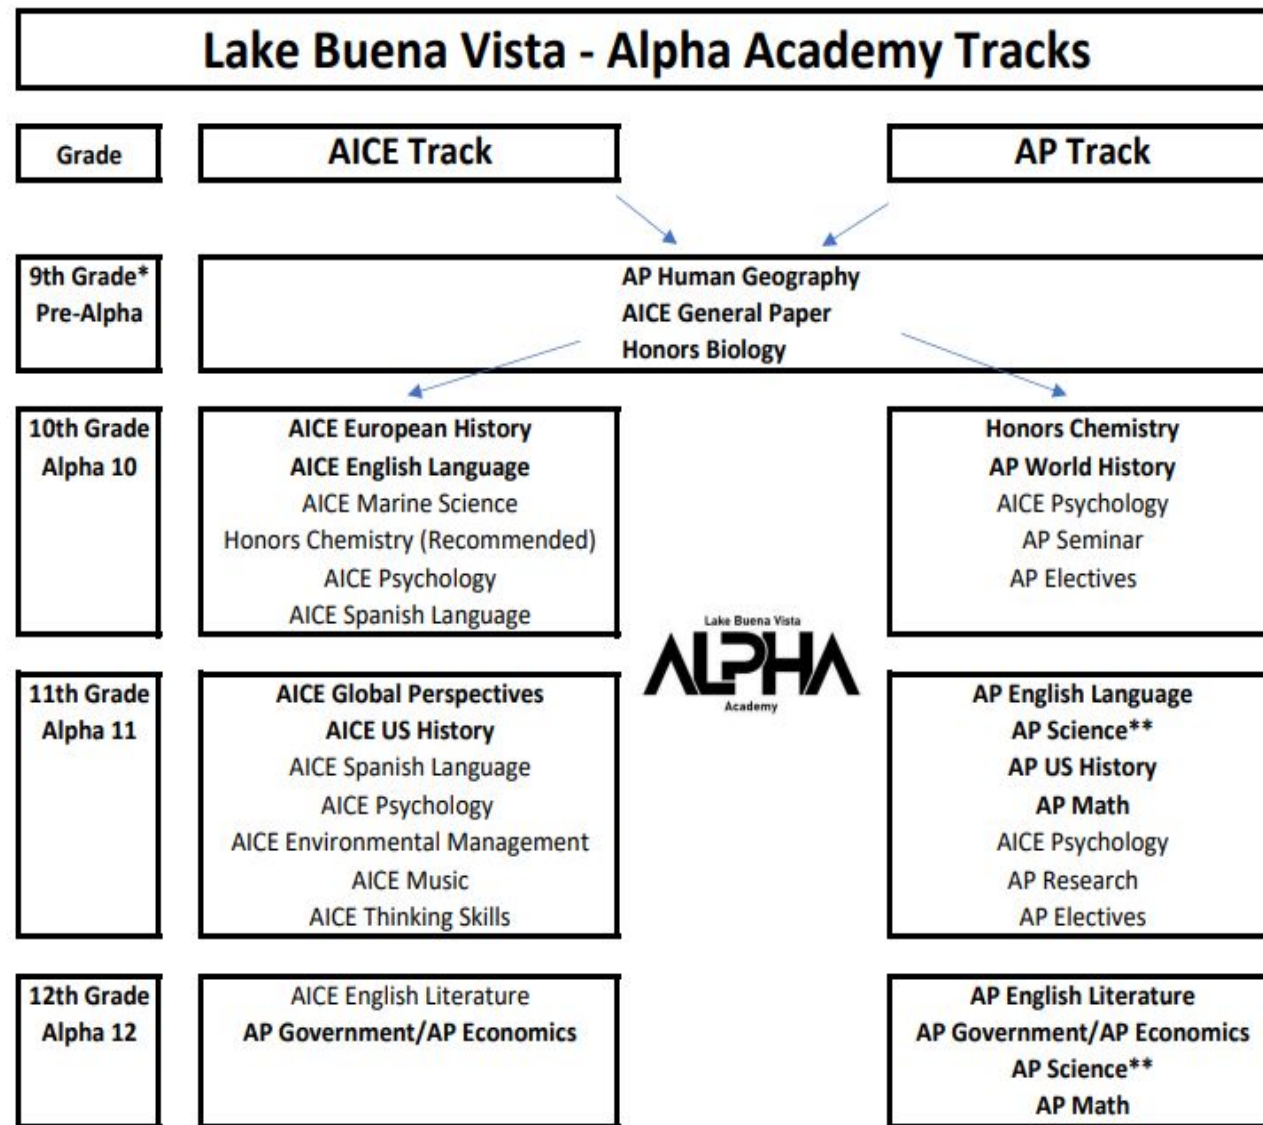 Lake Buena Vista - Alpha Academy Tracks
Grade
AICE Track
AP Track
9th Grade*
Pre-Alpha
AP Human Geography
AICE General Paper
Honors Biology
10th Grade
Alpha 10
AICE European History
AICE English Language
AICE Marine Science
Honors Chemistry (Recommended)
AICE Psychology
AICE Spanish Language
Honors Chemistry
AP World History
AICE Psychology
AP Seminar
AP Electives
Lake Buena Vista
ALPHA
Academy
11th Grade
Alpha 11
AICE Global Perspectives
AICE US History
AICE Spanish Language
AICE Psychology
AICE Environmental Management
AICE Music
AICE Thinking Skills
AP English Language
AP Science**
AP US History
AP Math
AICE Psychology
AP Research
AP Electives
12th Grade
Alpha 12
AICE English Literature
AP Government/AP Economics
AP English Literature
AP Government/AP Economics
AP Science**
AP Math